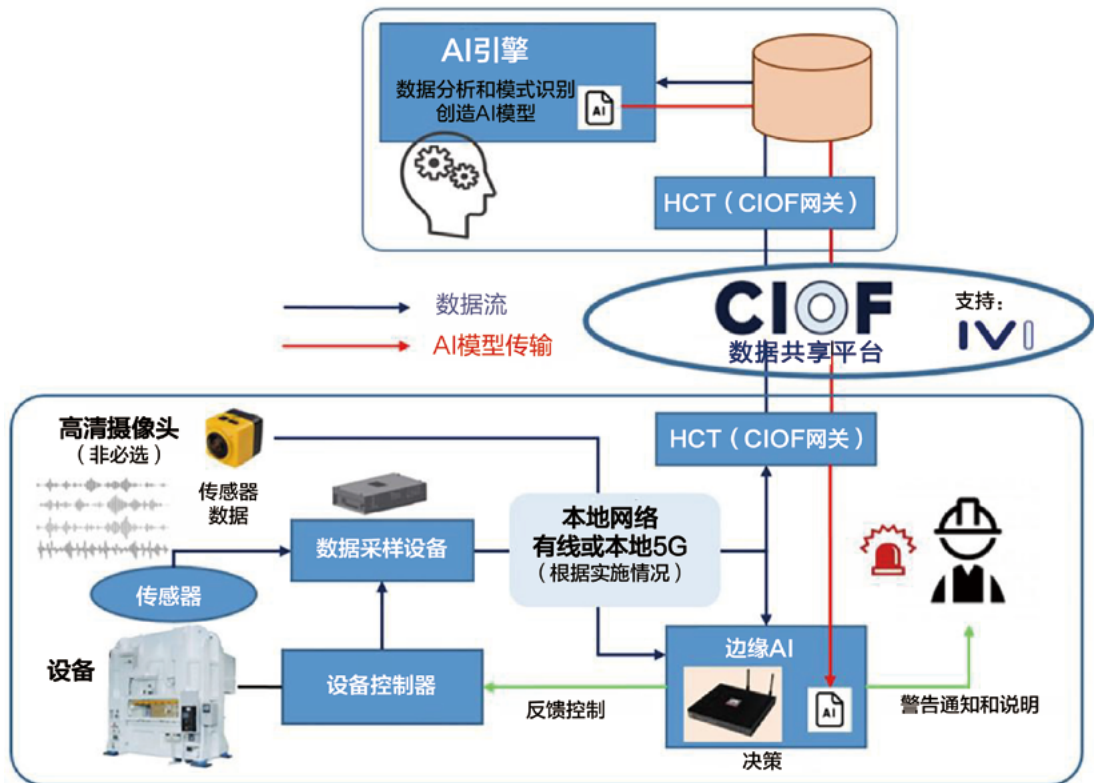 AI引擎
数据分析和模式识别
创造AI模型
AI
HCT（CIOF网关）
数据流
AI模型传输
CIOF
数据共享平台
支持：
IVI
高清摄像头
（非必选）
传感器
数据
HCT（CIOF网关）
数据采样设备
本地网络
有线或本地5G
（根据实施情况）
传感器
设备
设备控制器
反馈控制
边缘AI
AI
决策
警告通知和说明